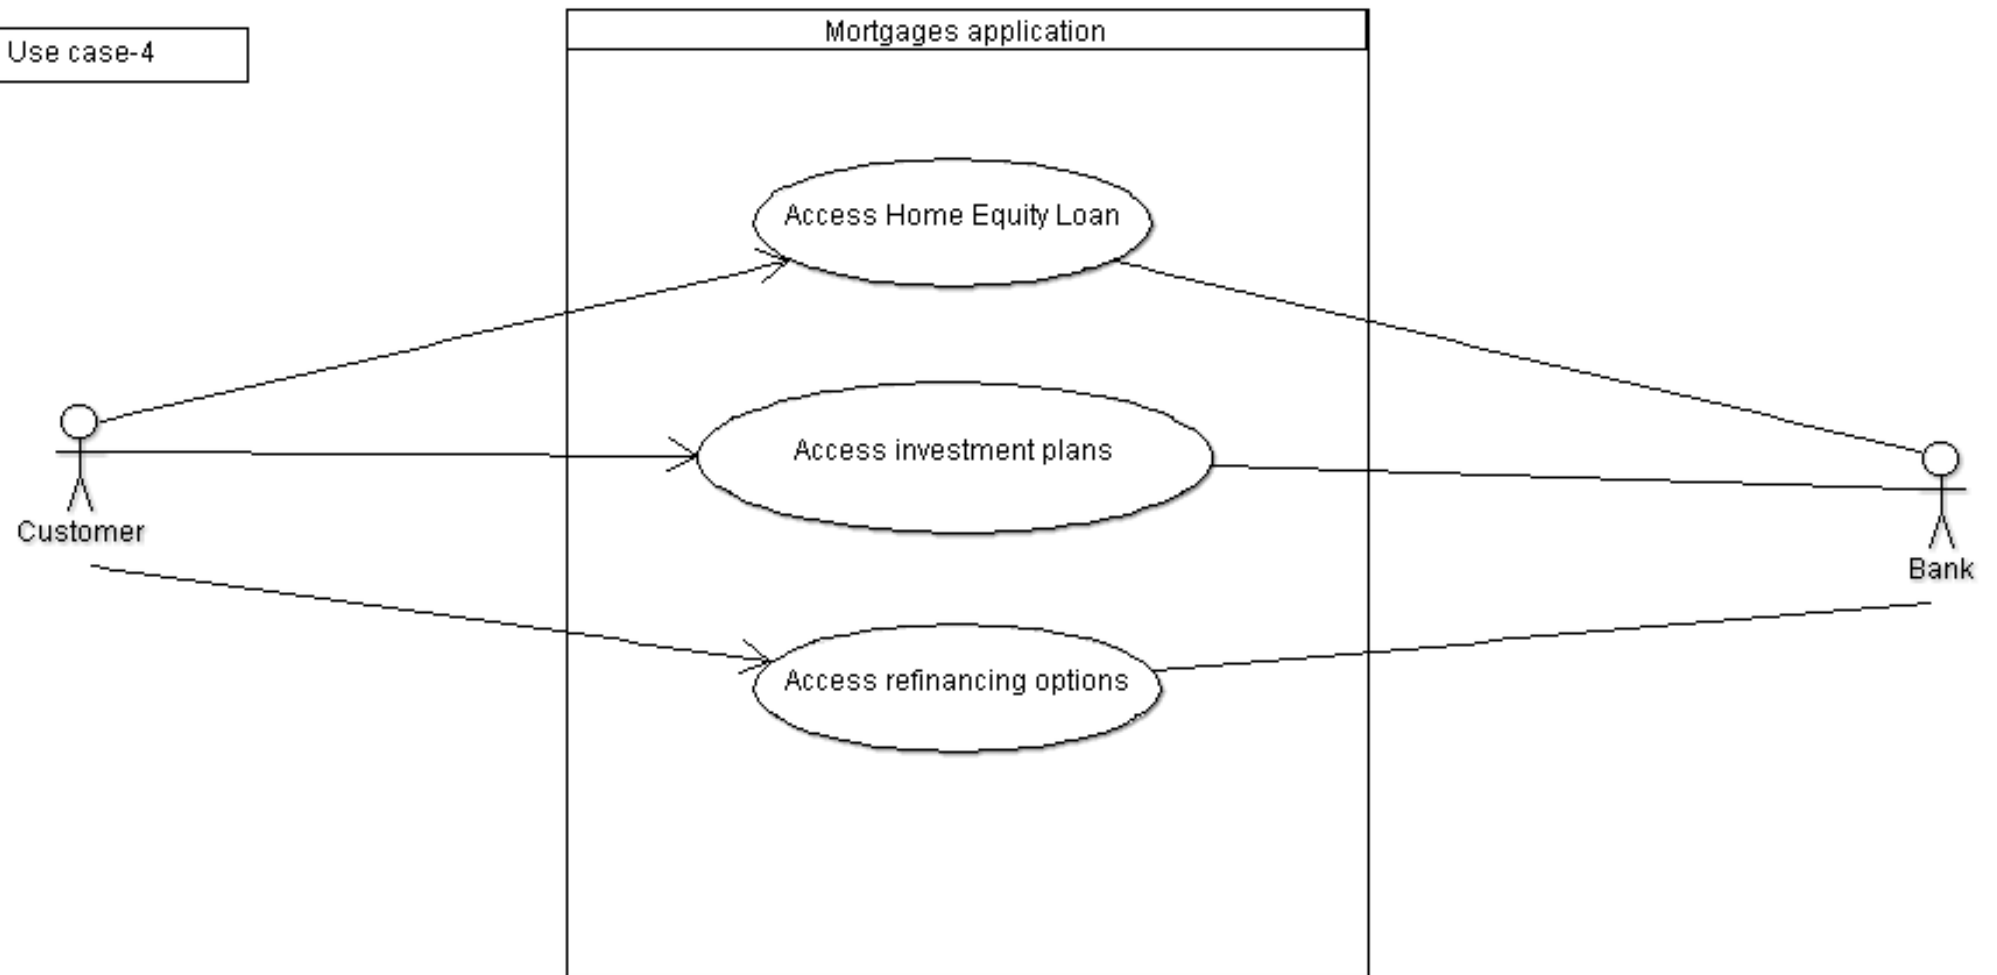 Mortgages application
Use case-4
Access Home Equity Loan
Access investment plans
Customer
Bank
Access refinancing options